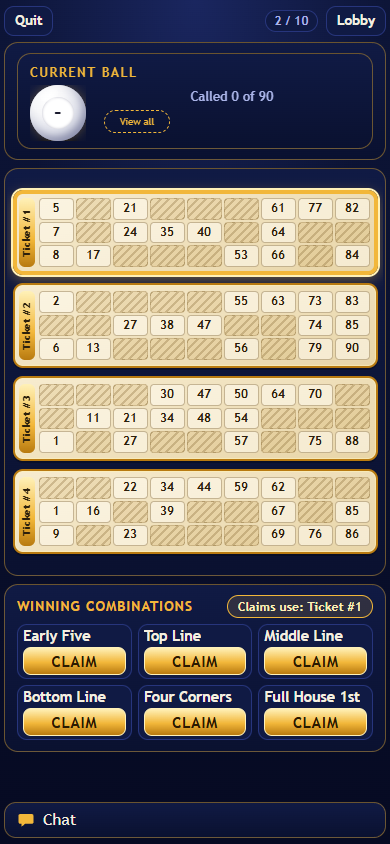 Quit
2 / 10
Lobby
CURRENT BALL
-
View all
Called 0 of 90
Ticket #1
5 21 61 77 82
7 24 35 40 64
8 17 53 66 84
Ticket #2
2 55 63 73 83
27 38 47 74 85
6 13 56 79 90
Ticket #3
30 47 50 64 70
11 21 34 48 54
1 27 57 75 88
Ticket #4
22 34 44 59 62
1 16 39 67 85
9 23 69 76 86
WINNING COMBINATIONS
Claims use: Ticket #1
Early Five Top Line Middle Line
CLAIM CLAIM CLAIM
Bottom Line Four Corners Full House 1st
CLAIM CLAIM CLAIM
Chat